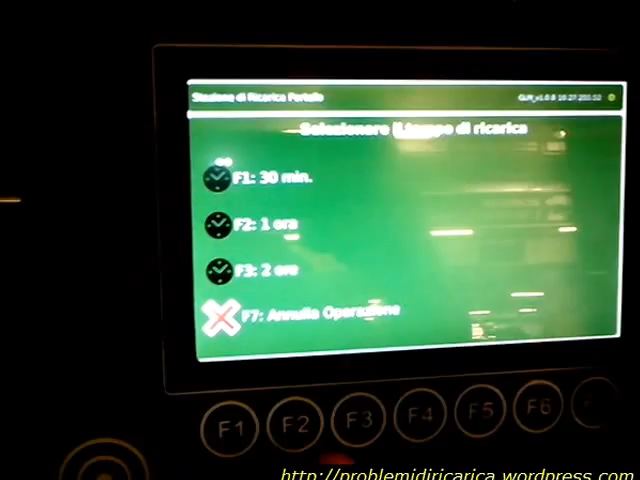 Stazione di Ricarica Portello
Selezionare il tempo di ricarica
F1: 30 min.
F2: 1 ora
F3: 2 ore
F7: Annulla Operazione
F1 F2 F3 F4 F5 F6
http://problemidiricarica.wordpress.com